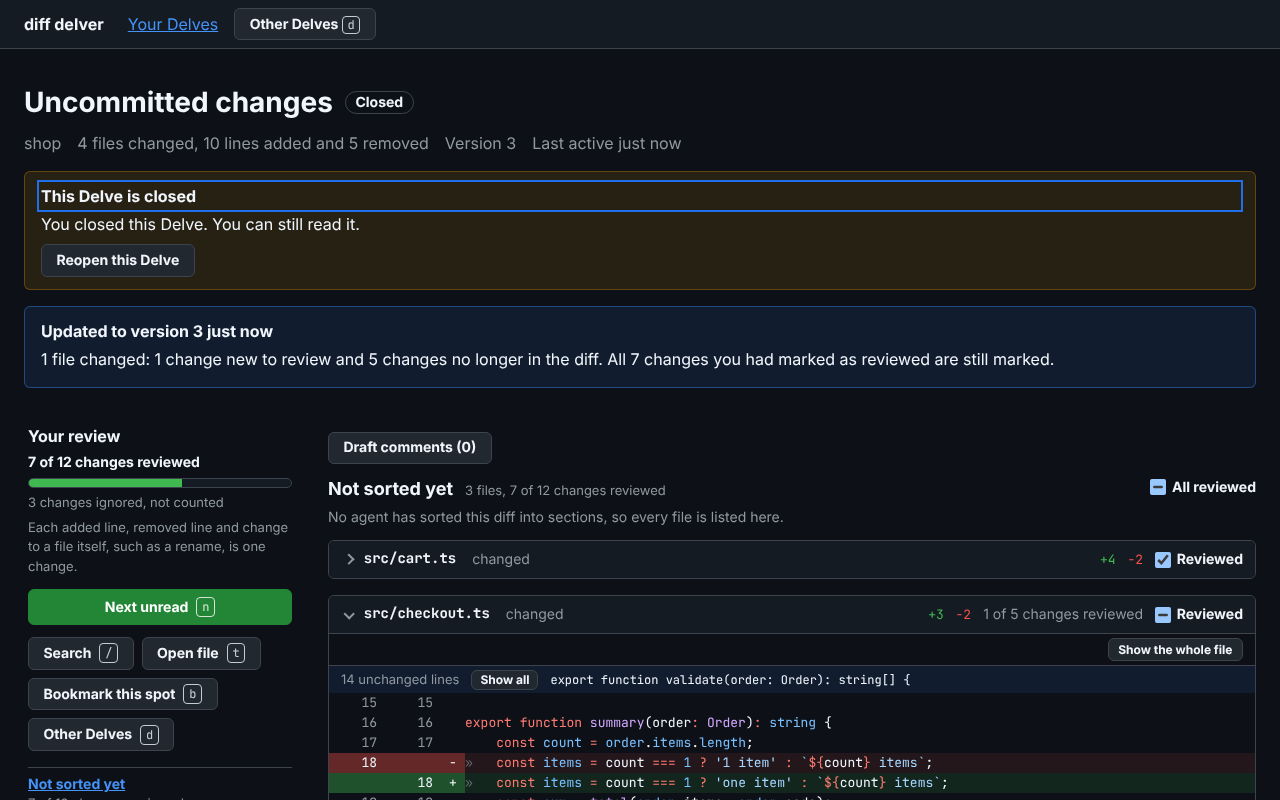 diff delver Your Delves Other Delves d
Uncommitted changes Closed
shop 4 files changed, 10 lines added and 5 removed Version 3 Last active just now
This Delve is closed
You closed this Delve. You can still read it.
Reopen this Delve
Updated to version 3 just now
1 file changed: 1 change new to review and 5 changes no longer in the diff. All 7 changes you had marked as reviewed are still marked.
Your review
7 of 12 changes reviewed
3 changes ignored, not counted
Each added line, removed line and change
to a file itself, such as a rename, is one
change.
Next unread n
Search / Open file t
Bookmark this spot b
Other Delves d
Not sorted yet
Draft comments (0)
Not sorted yet 3 files, 7 of 12 changes reviewed All reviewed
No agent has sorted this diff into sections, so every file is listed here.
src/cart.ts changed +4 -2 Reviewed
src/checkout.ts changed +3 -2 1 of 5 changes reviewed Reviewed
Show the whole file
14 unchanged lines Show all export function validate(order: Order): string[] {
15 15
16 16 export function summary(order: Order): string {
17 17 const count = order.items.length;
18 - » const items = count === 1 ? '1 item' : `${count} items`;
18 + » const items = count === 1 ? 'one item' : `${count} items`;